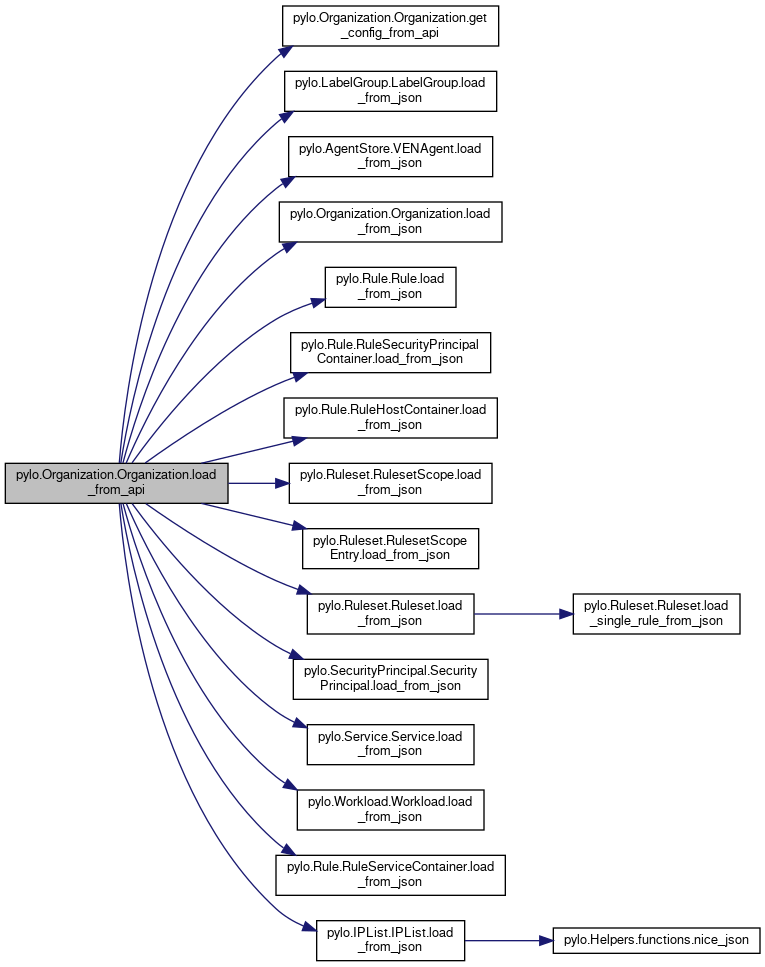 pylo.Organization.Organization.get
_config_from_api
pylo.LabelGroup.LabelGroup.load
_from_json
pylo.AgentStore.VENAgent.load
_from_json
pylo.Organization.Organization.load
_from_json
pylo.Rule.Rule.load
_from_json
pylo.Rule.RuleSecurityPrincipal
Container.load_from_json
pylo.Rule.RuleHostContainer.load
_from_json
pylo.Organization.Organization.load
_from_api
pylo.Ruleset.RulesetScope.load
_from_json
pylo.Ruleset.RulesetScope
Entry.load_from_json
pylo.Ruleset.Ruleset.load
_from_json
pylo.Ruleset.Ruleset.load
_single_rule_from_json
pylo.SecurityPrincipal.Security
Principal.load_from_json
pylo.Service.Service.load
_from_json
pylo.Workload.Workload.load
_from_json
pylo.Rule.RuleServiceContainer.load
_from_json
pylo.IPList.IPList.load
_from_json
pylo.Helpers.functions.nice_json